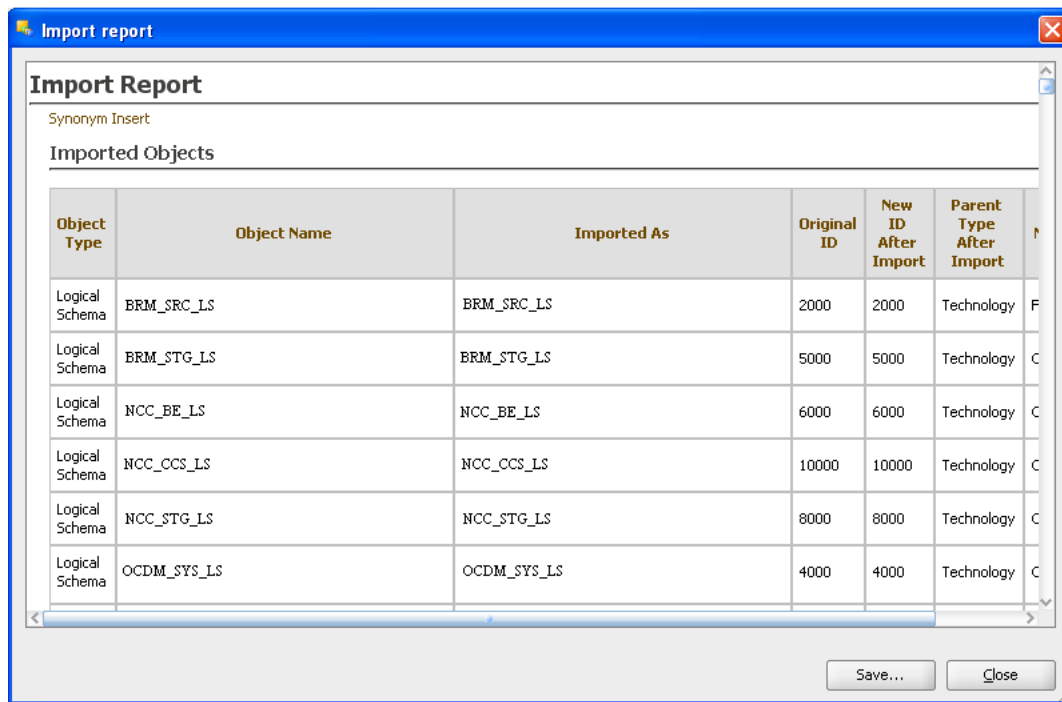 Import report
Import Report
Synonym Insert
Imported Objects
Object Type Object Name Imported As Original ID New ID After Import Parent Type After Import
Logical Schema BRM_SRC_LS BRM_SRC_LS 2000 2000 Technology
Logical Schema BRM_STG_LS BRM_STG_LS 5000 5000 Technology
Logical Schema NCC_BE_LS NCC_BE_LS 6000 6000 Technology
Logical Schema NCC_CCS_LS NCC_CCS_LS 10000 10000 Technology
Logical Schema NCC_STG_LS NCC_STG_LS 8000 8000 Technology
Logical Schema OCDM_SYS_LS OCDM_SYS_LS 4000 4000 Technology
Save... Close